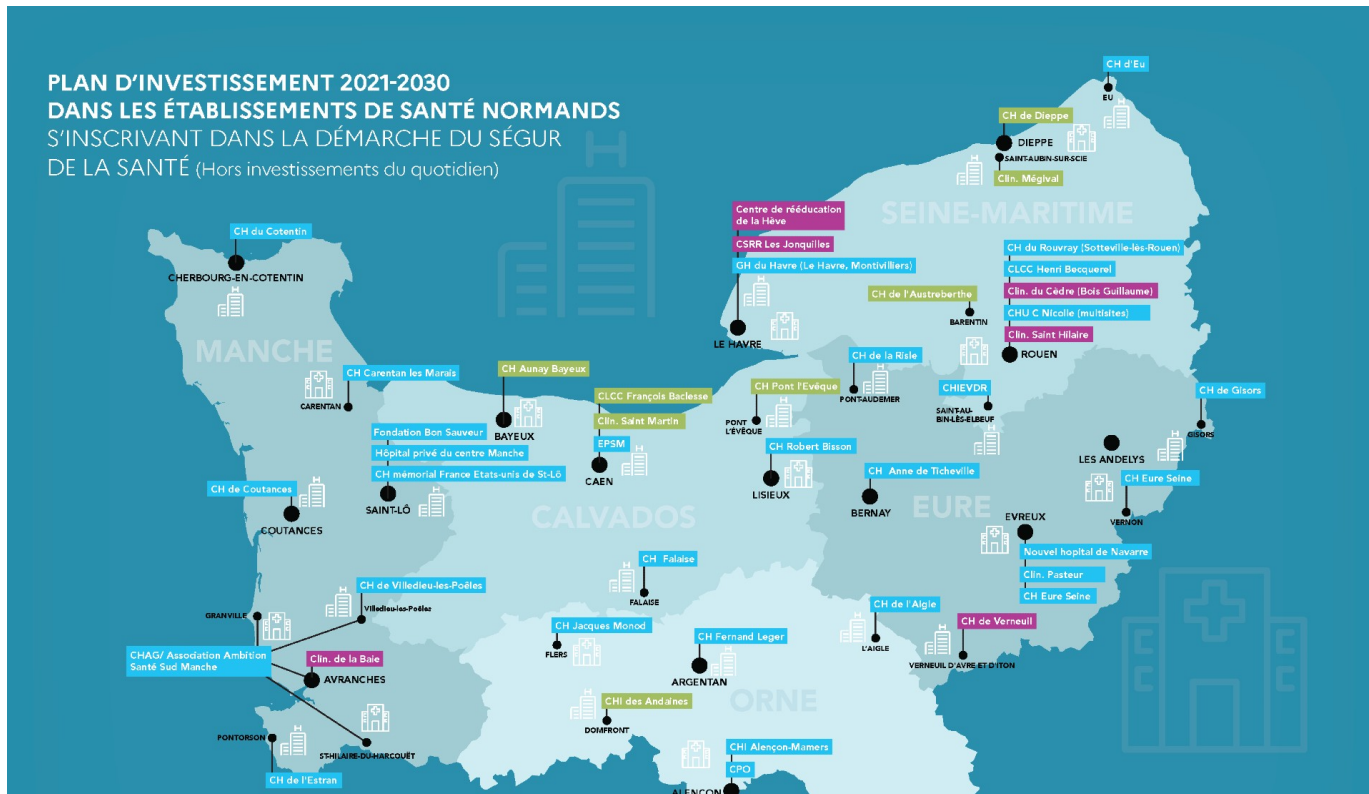 PLAN D'INVESTISSEMENT 2021-2030
DANS LES ÉTABLISSEMENTS DE SANTÉ NORMANDS
S'INSCRIVANT DANS LA DÉMARCHE DU SÉGUR
DE LA SANTÉ (Hors investissements du quotidien)
CH d'Eu
EU
CH de Dieppe
DIEPPE
SAINT-AUBIN-SUR-SCIE
Clin. Mégival
SEINE-MARITIME
Centre de rééducation
de la Hève
CSRR Les Jonquilles
GH du Havre (Le Havre, Montivilliers)
LE HAVRE
CH du Rouvray (Sotteville-lès-Rouen)
CLCC Henri Becquerel
Clin. du Cèdre (Bois Guillaume)
CHU C Nicolle (multisites)
Clin. Saint Hilaire
ROUEN
CH de l'Austreberthe
BARENTIN
CH du Cotentin
CHERBOURG-EN-COTENTIN
MANCHE
CH Carentan les Marais
CARENTAN
CH Aunay Bayeux
BAYEUX
CLCC François Baclesse
Clin. Saint Martin
EPSM
CAEN
CH Pont l'Evêque
PONT
L'ÉVÊQUE
CH de la Risle
PONT-AUDEMER
CHIEVDR
SAINT-AU-
BIN-LÈS-ELBEUF
CH de Gisors
GISORS
LES ANDELYS
Fondation Bon Sauveur
Hôpital privé du centre Manche
CH mémorial France Etats-unis de St-Lô
SAINT-LÔ
CH de Coutances
COUTANCES
CALVADOS
CH Robert Bisson
LISIEUX
CH Anne de Ticheville
BERNAY
EURE
CH Eure Seine
VERNON
EVREUX
Nouvel hopital de Navarre
Clin. Pasteur
CH Eure Seine
CH Falaise
FALAISE
CH de Villedieu-les-Poêles
Villedieu-les-Poêles
GRANVILLE
CHAG/ Association Ambition
Santé Sud Manche
Clin. de la Baie
AVRANCHES
CH Jacques Monod
FLERS
CH Fernand Leger
ARGENTAN
CH de l'Aigle
L'AIGLE
CH de Verneuil
VERNEUIL D'AVRE ET D'ITON
ORNE
CHI des Andaines
DOMFRONT
PONTORSON
ST-HILAIRE-DU-HARCOUËT
CH de l'Estran
CHI Alençon-Mamers
CPO
ALENÇON